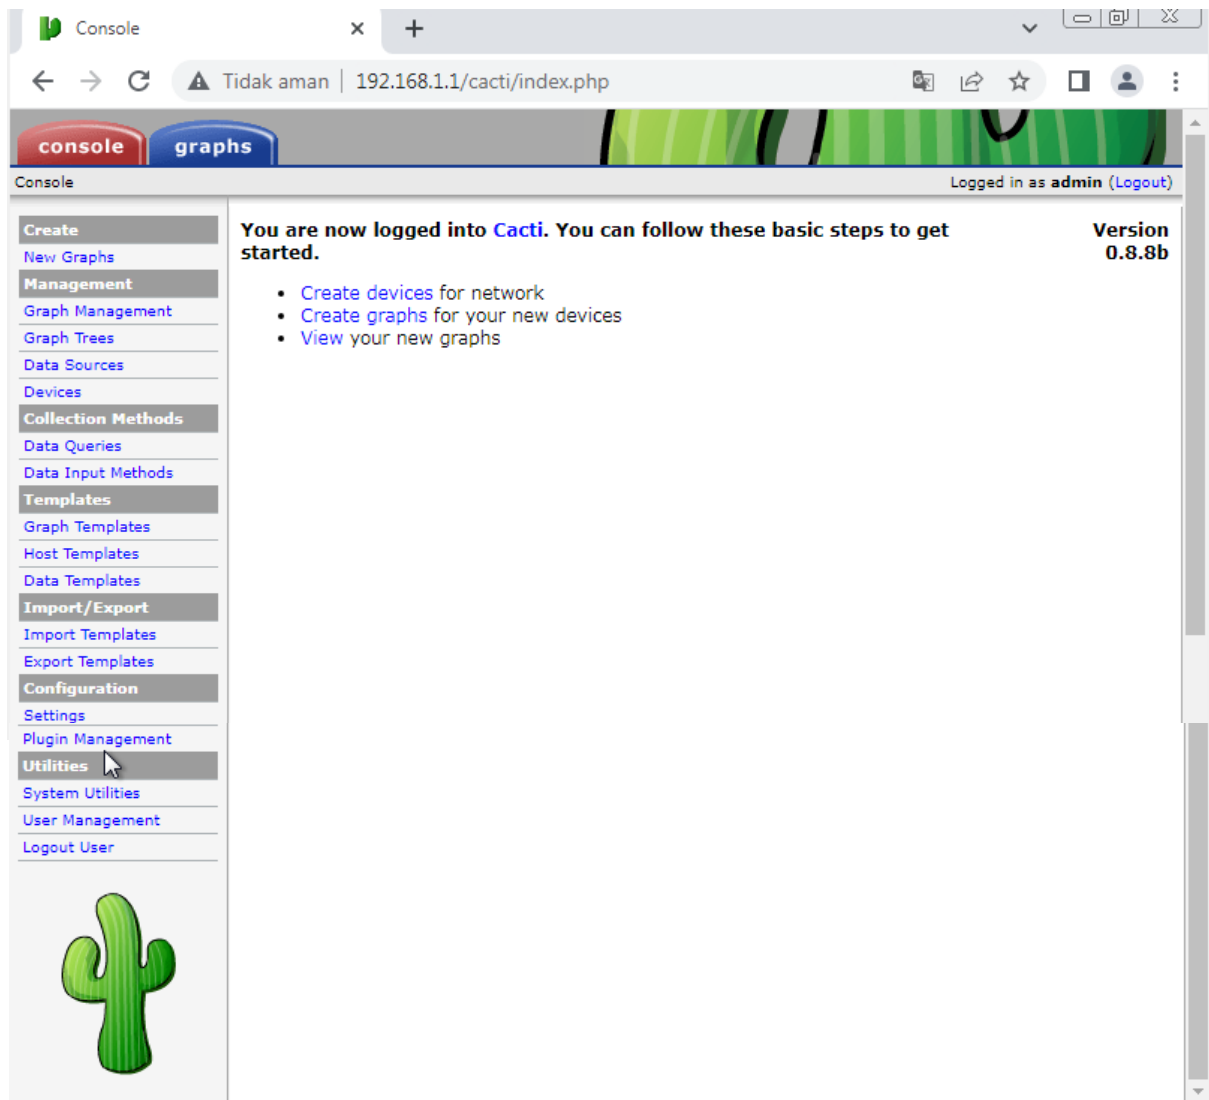 Console
Tidak aman
192.168.1.1/cacti/index.php
console
graphs
Console
Logged in as admin (Logout)
Create
New Graphs
Management
Graph Management
Graph Trees
Data Sources
Devices
Collection Methods
Data Queries
Data Input Methods
Templates
Graph Templates
Host Templates
Data Templates
Import/Export
Import Templates
Export Templates
Configuration
Settings
Plugin Management
Utilities
System Utilities
User Management
Logout User
You are now logged into Cacti. You can follow these basic steps to get
started.
Version
0.8.8b
Create devices for network
Create graphs for your new devices
View your new graphs